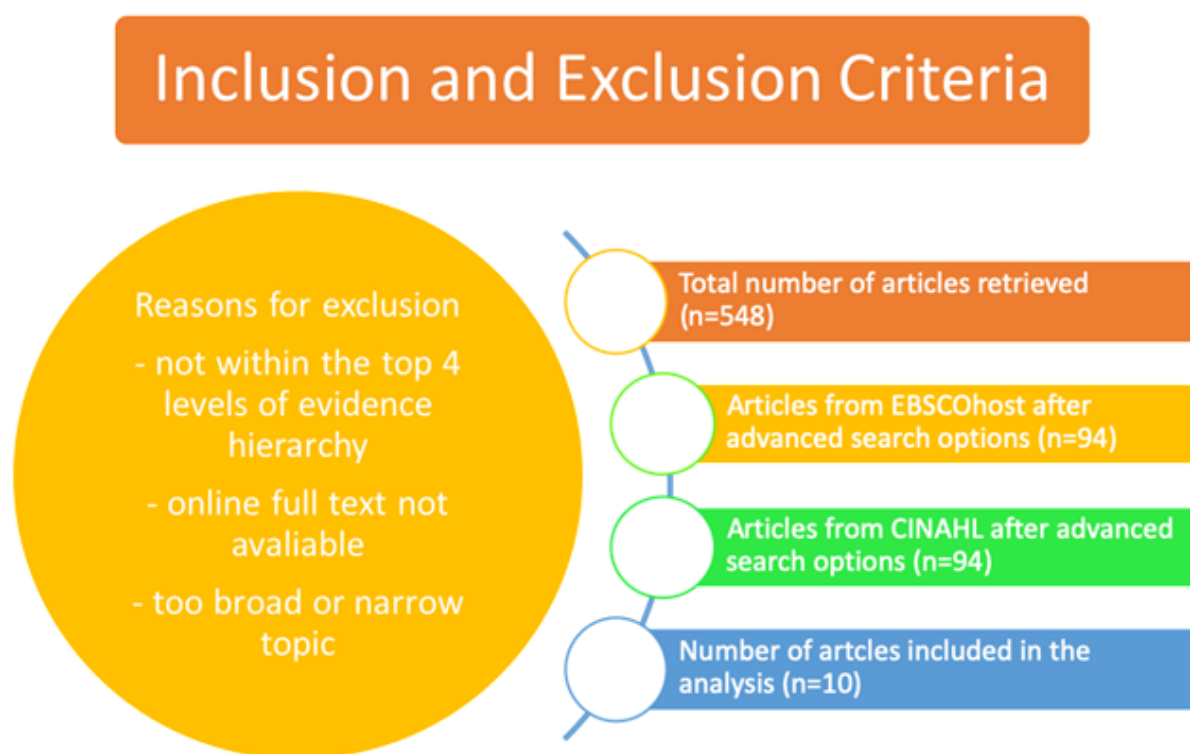 Inclusion and Exclusion Criteria
Reasons for exclusion
- not within the top 4
levels of evidence
hierarchy
- online full text not
avaliable
- too broad or narrow
topic
Total number of articles retrieved
(n=548)
Articles from EBSCOhost after
advanced search options (n=94)
Articles from CINAHL after advanced
search options (n=94)
Number of artcles included in the
analysis (n=10)